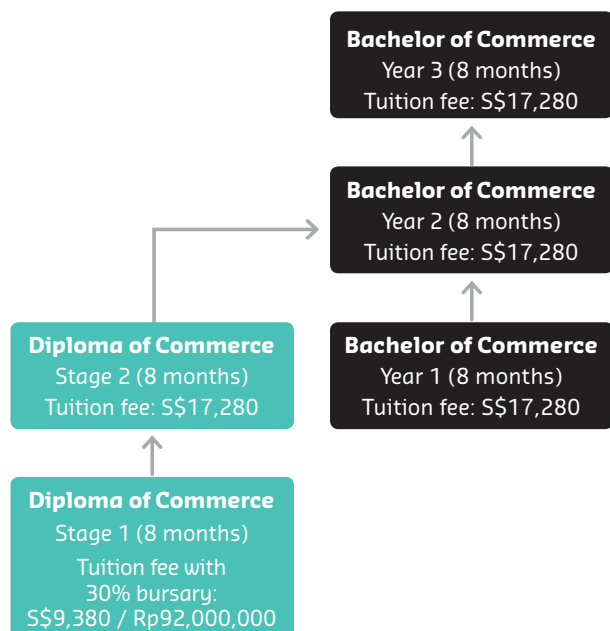 Bachelor of Commerce
Year 3 (8 months)
Tuition fee: S$17,280
Bachelor of Commerce
Year 2 (8 months)
Tuition fee: S$17,280
Diploma of Commerce
Stage 2 (8 months)
Tuition fee: S$17,280
Bachelor of Commerce
Year 1 (8 months)
Tuition fee: S$17,280
Diploma of Commerce
Stage 1 (8 months)
Tuition fee with
30% bursary:
S$9,380 / Rp92,000,000